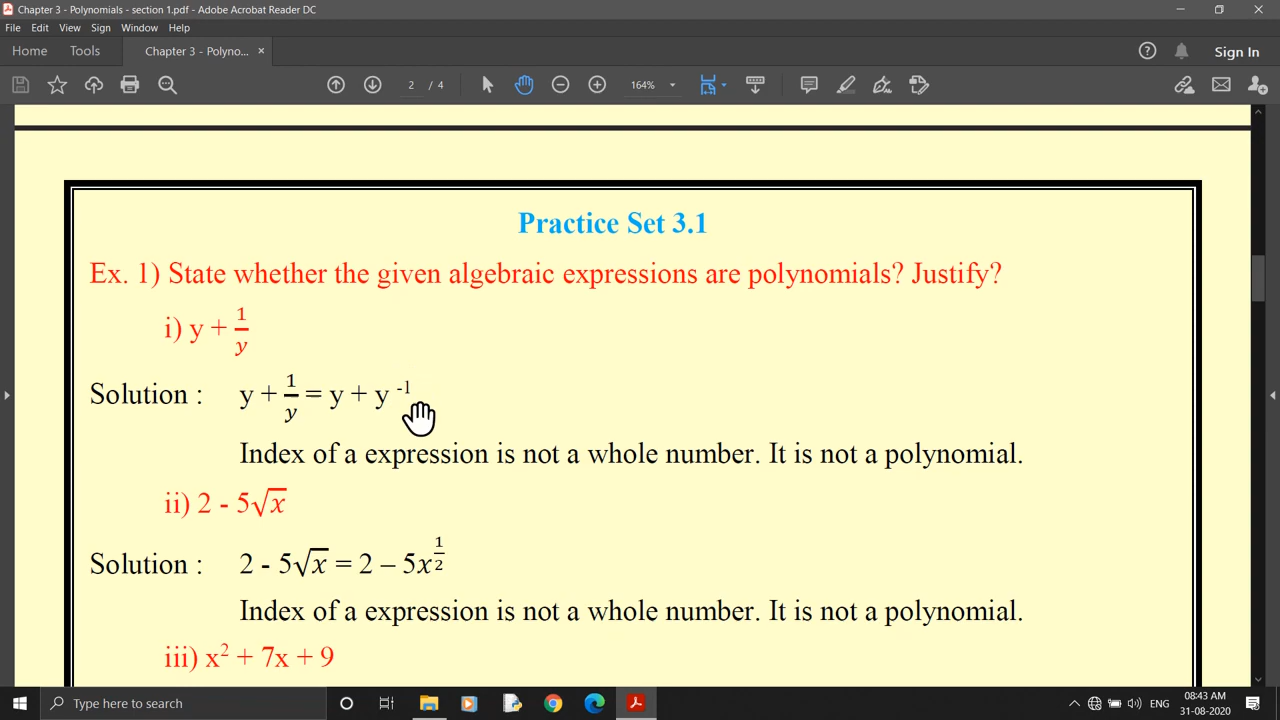 Chapter 3 - Polynomials - section 1.pdf - Adobe Acrobat Reader DC
File Edit View Sign Window Help
Home Tools Chapter 3 - Polyno... × Sign In
2 / 4 164%
Practice Set 3.1
Ex. 1) State whether the given algebraic expressions are polynomials? Justify?
i) y + 1/y
Solution : y + 1/y = y + y ⁻¹
Index of a expression is not a whole number. It is not a polynomial.
ii) 2 - 5√x
Solution : 2 - 5√x = 2 – 5x^(1/2)
Index of a expression is not a whole number. It is not a polynomial.
iii) x² + 7x + 9
Type here to search
ENG
08:43 AM
31-08-2020